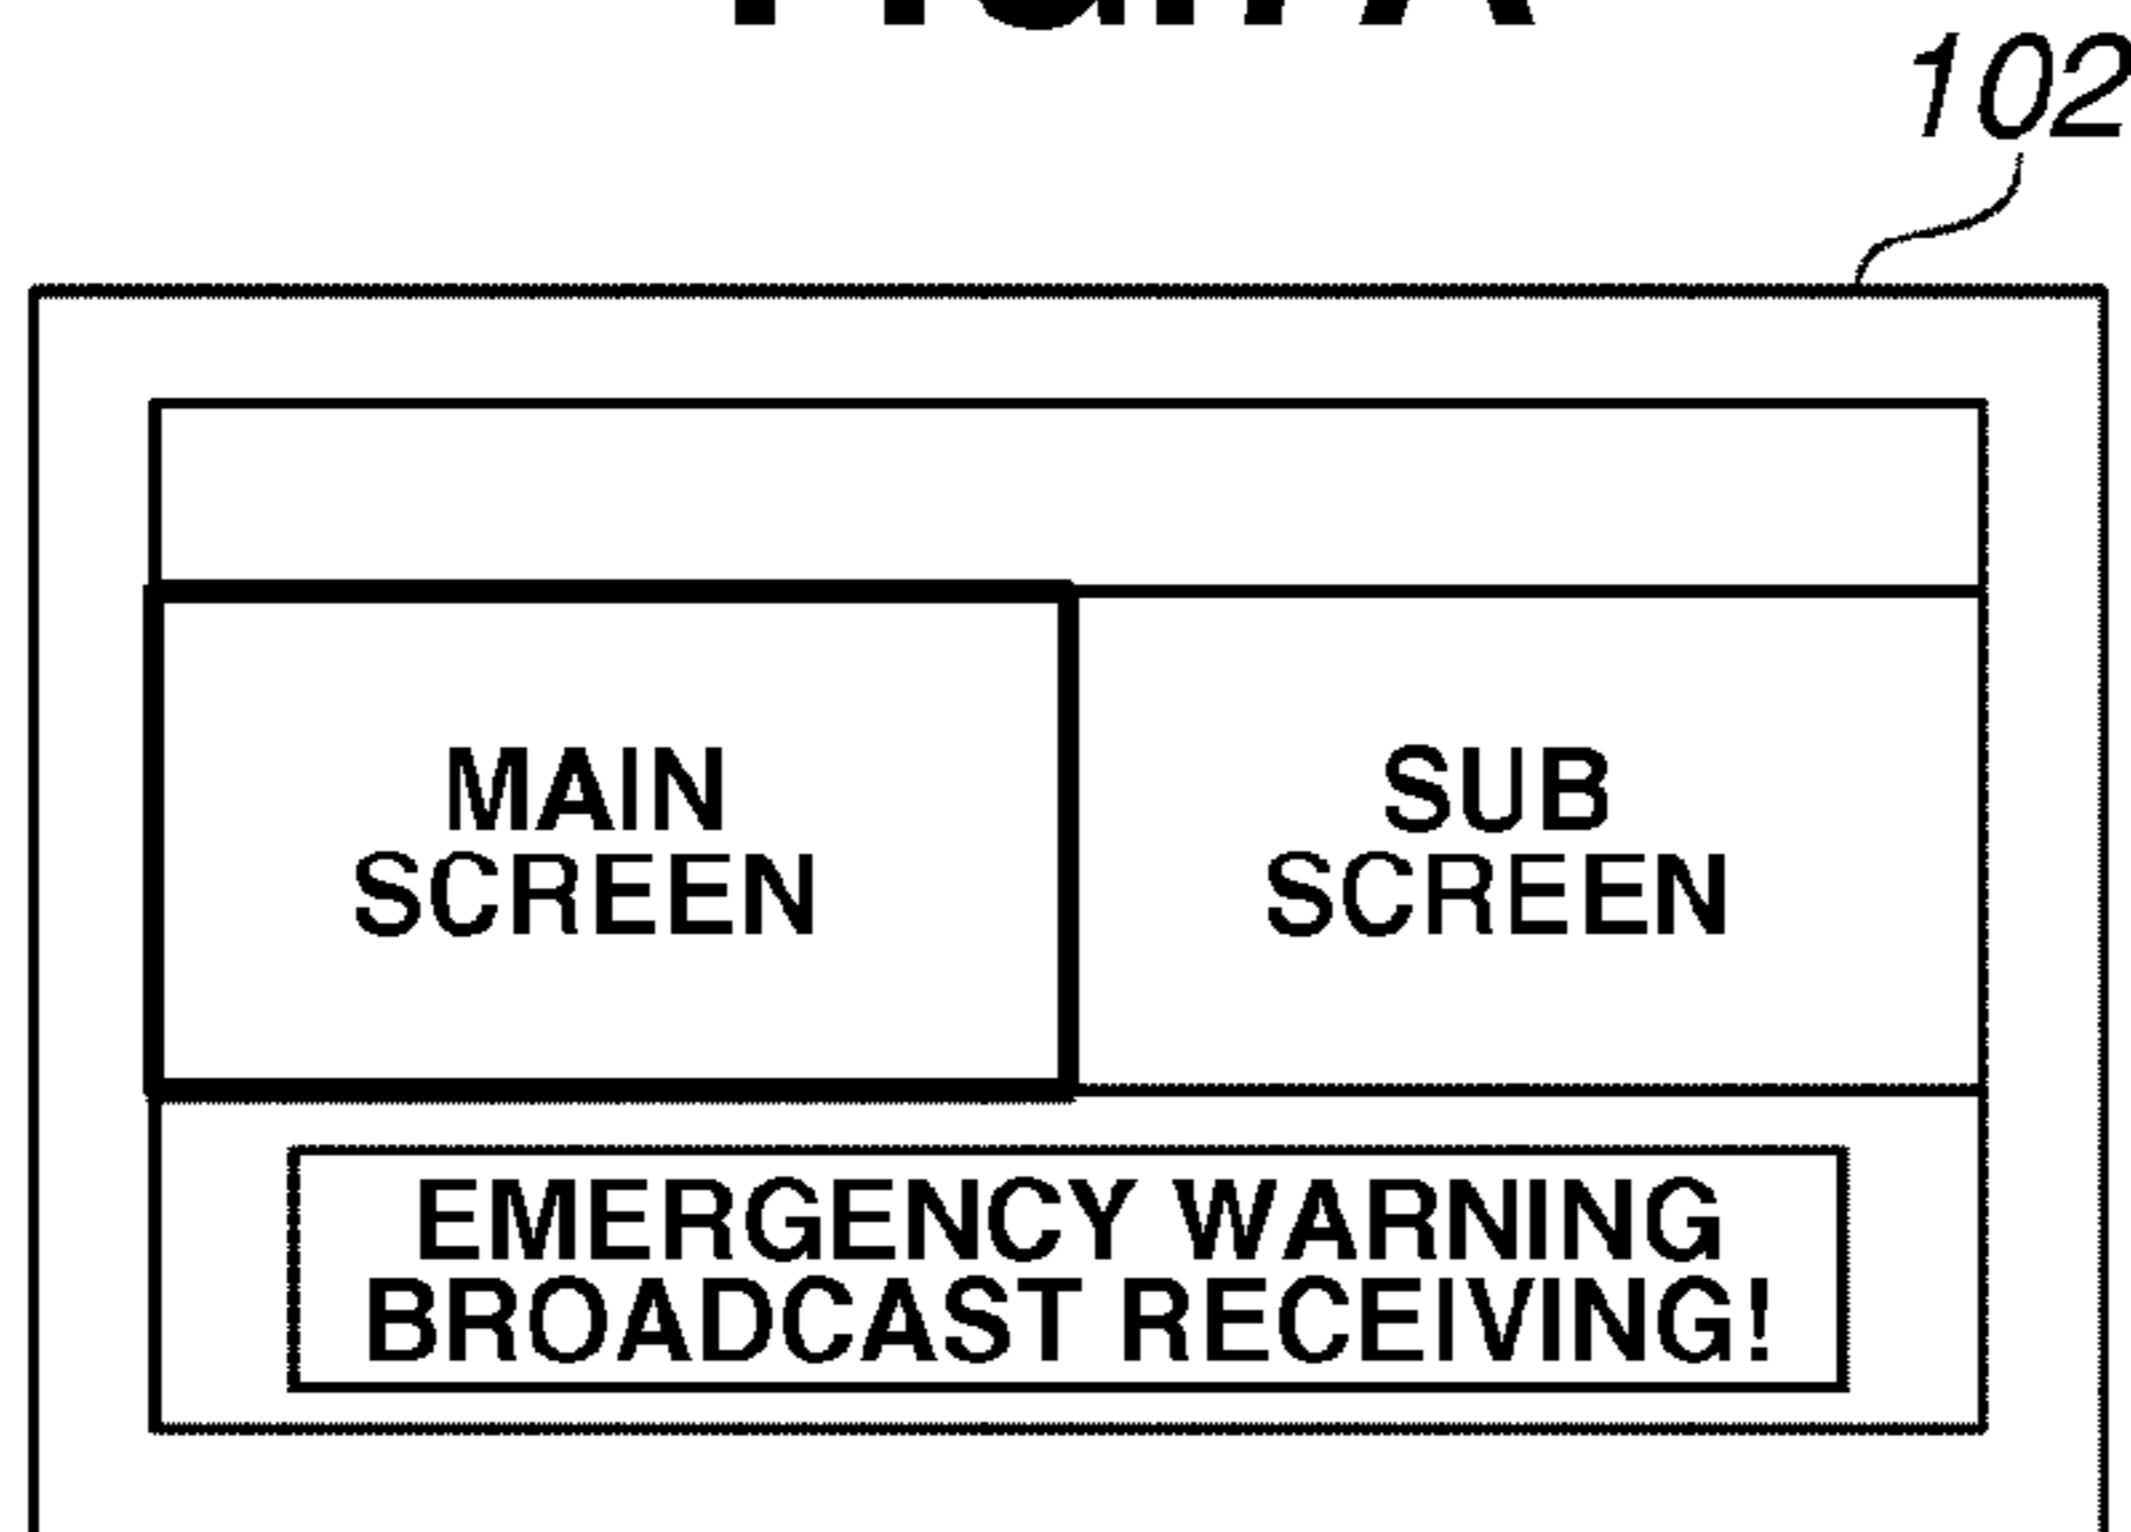 102
MAIN
SCREEN
SUB
SCREEN
EMERGENCY WARNING
BROADCAST RECEIVING!